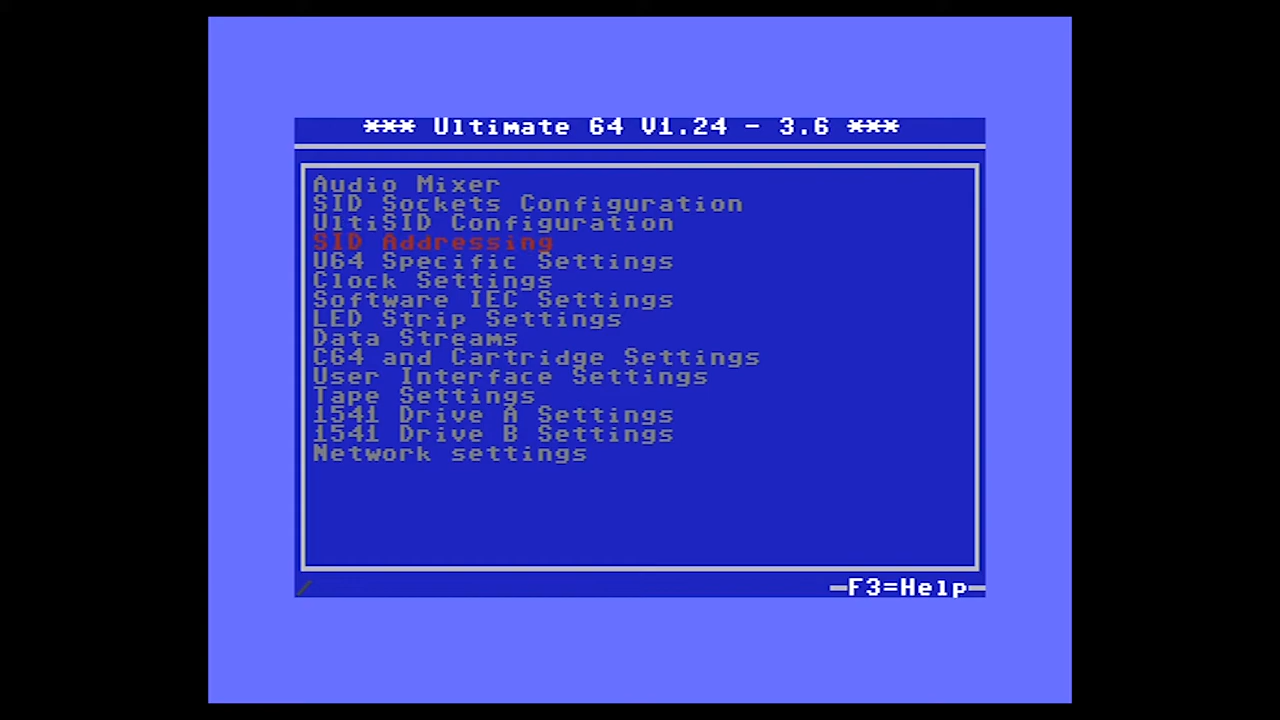 *** Ultimate 64 V1.24 - 3.6 ***
Audio Mixer
SID Sockets Configuration
UltiSID Configuration
SID Addressing
U64 Specific Settings
Clock Settings
Software IEC Settings
LED Strip Settings
Data Streams
C64 and Cartridge Settings
User Interface Settings
Tape Settings
1541 Drive A Settings
1541 Drive B Settings
Network settings
/
F3=Help